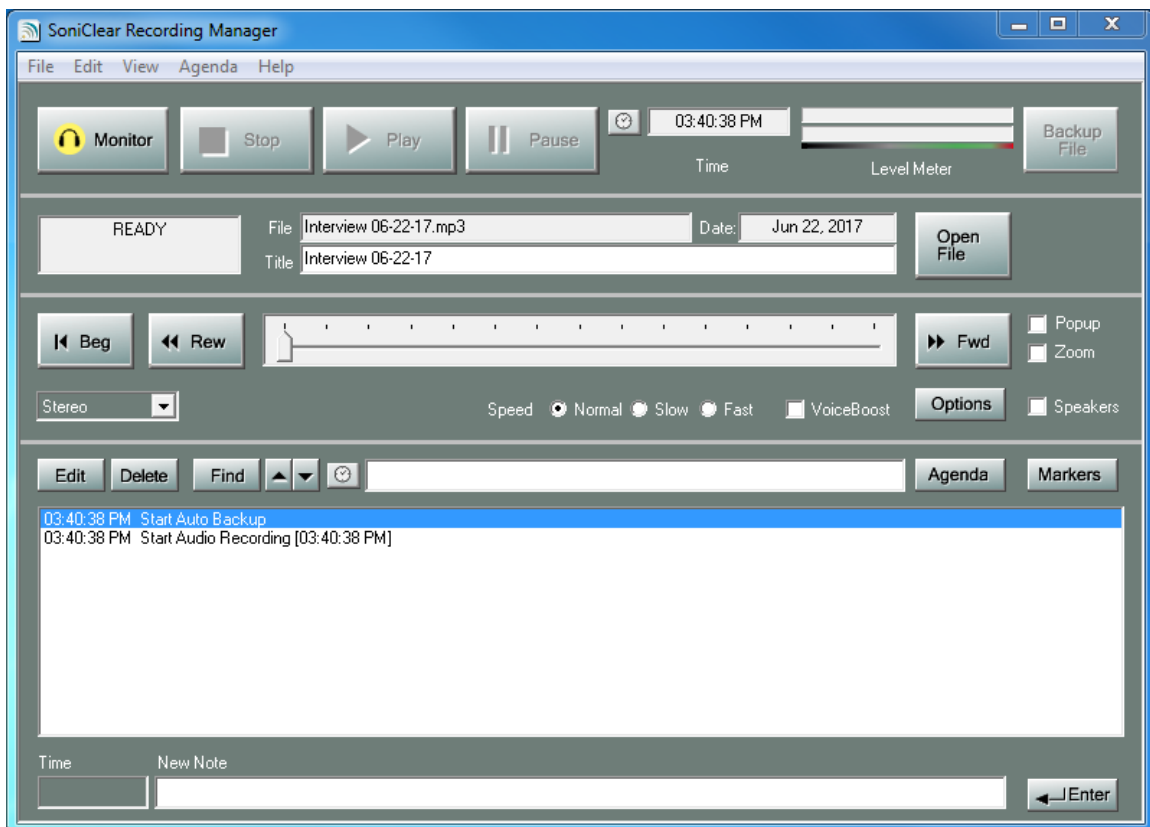 SoniClear Recording Manager
File Edit View Agenda Help
Monitor Stop Play Pause 03:40:38 PM Backup File
Time Level Meter
READY File Interview 06-22-17.mp3 Date: Jun 22, 2017 Open File
Title Interview 06-22-17
Beg Rew Fwd Popup
Zoom
Stereo Speed Normal Slow Fast VoiceBoost Options Speakers
Edit Delete Find Agenda Markers
03:40:38 PM Start Auto Backup
03:40:38 PM Start Audio Recording [03:40:38 PM]
Time New Note
Enter